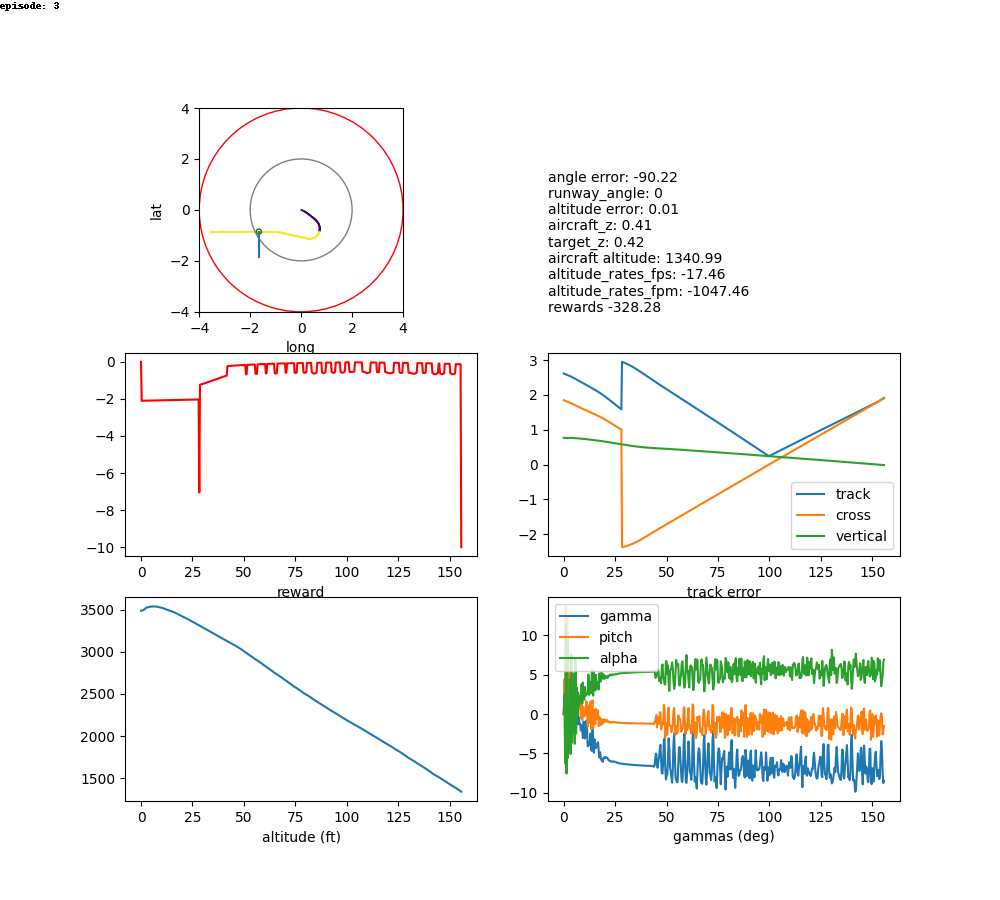 episode: 3
4
2
0
−2
−4
lat
−4 −2 0 2 4
long
angle error: -90.22
runway_angle: 0
altitude error: 0.01
aircraft_z: 0.41
target_z: 0.42
aircraft altitude: 1340.99
altitude_rates_fps: -17.46
altitude_rates_fpm: -1047.46
rewards -328.28
0
−2
−4
−6
−8
−10
0 25 50 75 100 125 150
reward
3
2
1
0
−1
−2
track
cross
vertical
0 25 50 75 100 125 150
track error
3500
3000
2500
2000
1500
0 25 50 75 100 125 150
altitude (ft)
10
5
0
−5
−10
gamma
pitch
alpha
0 25 50 75 100 125 150
gammas (deg)